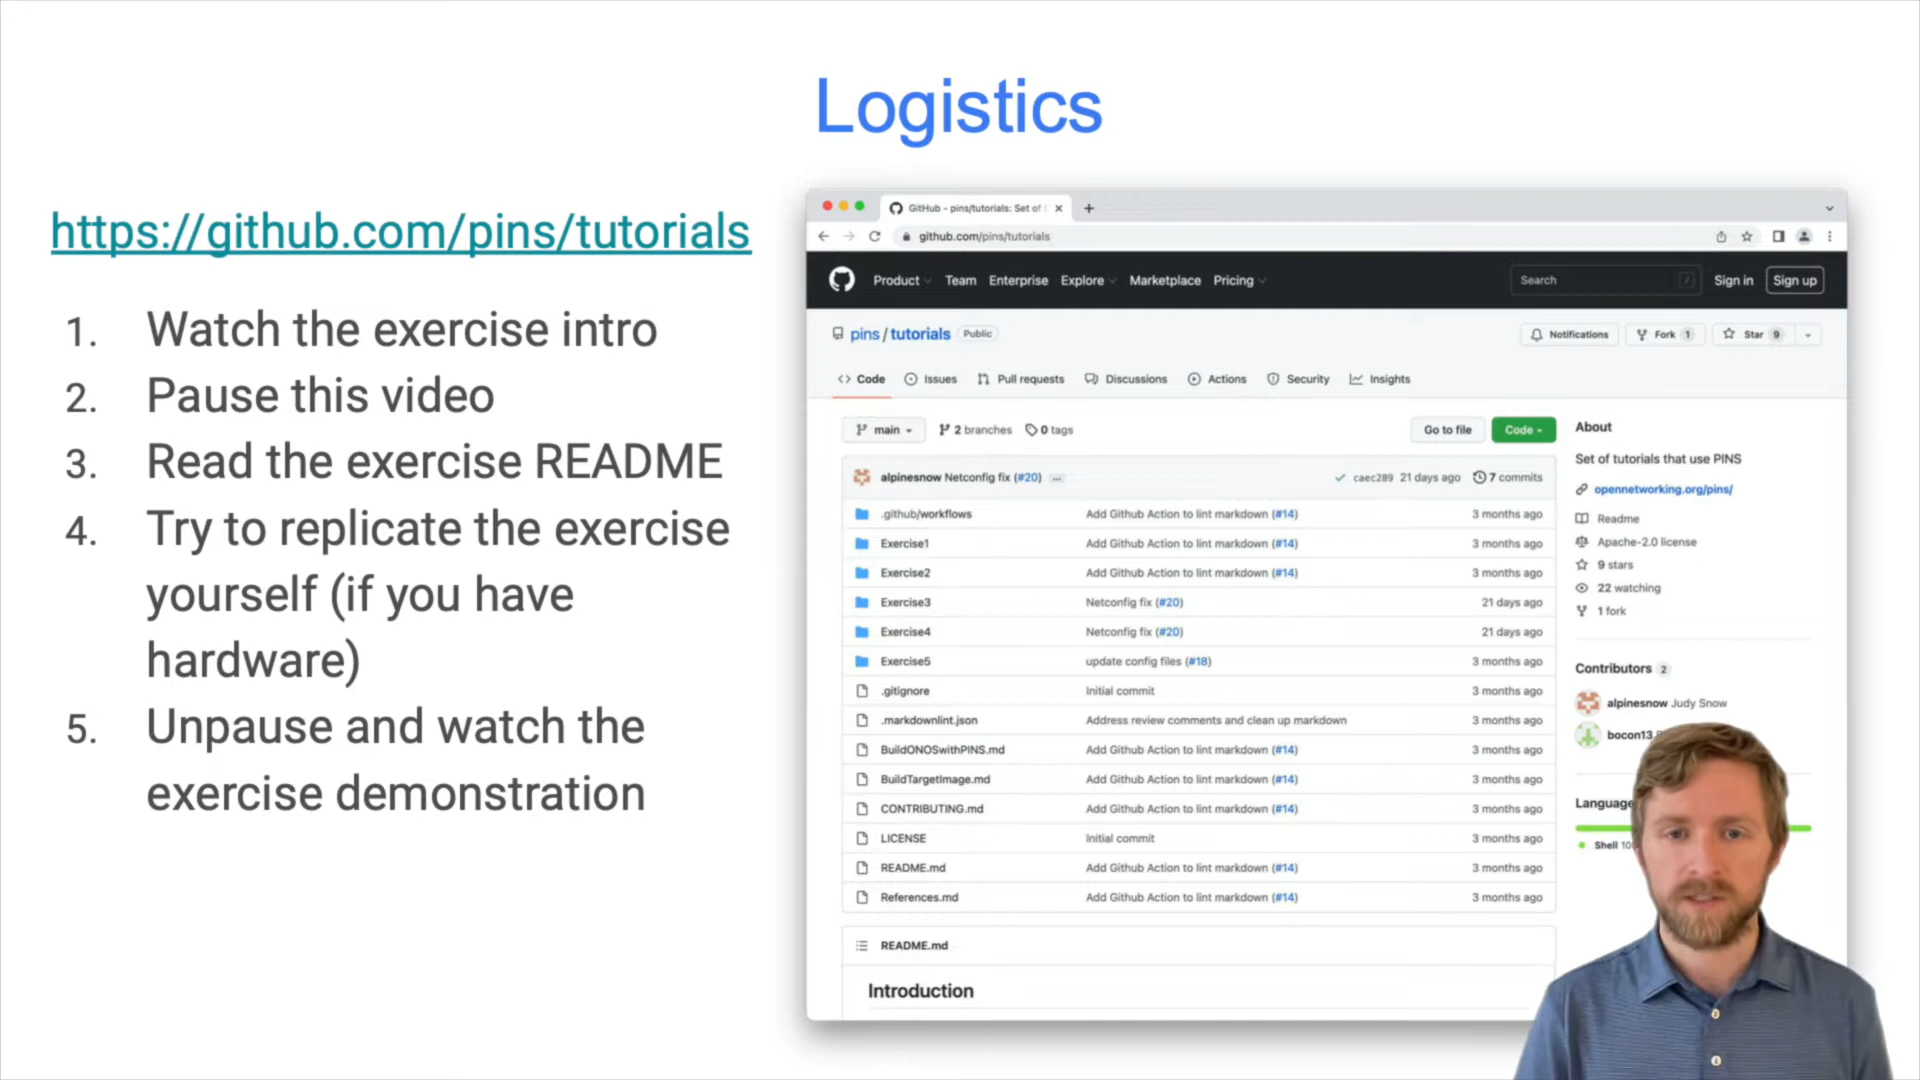 Logistics
https://github.com/pins/tutorials
1. Watch the exercise intro
2. Pause this video
3. Read the exercise README
4. Try to replicate the exercise
yourself (if you have
hardware)
5. Unpause and watch the
exercise demonstration
GitHub - pins/tutorials: Set of
github.com/pins/tutorials
Product Team Enterprise Explore Marketplace Pricing Search / Sign in Sign up
pins / tutorials Public Notifications Fork 1 Star 9
Code Issues Pull requests Discussions Actions Security Insights
main 2 branches 0 tags Go to file Code
alpinesnow Netconfig fix (#20) ... caec289 21 days ago 7 commits
.github/workflows Add Github Action to lint markdown (#14) 3 months ago
Exercise1 Add Github Action to lint markdown (#14) 3 months ago
Exercise2 Add Github Action to lint markdown (#14) 3 months ago
Exercise3 Netconfig fix (#20) 21 days ago
Exercise4 Netconfig fix (#20) 21 days ago
Exercise5 update config files (#18) 3 months ago
.gitignore Initial commit 3 months ago
.markdownlint.json Address review comments and clean up markdown 3 months ago
BuildONOSwithPINS.md Add Github Action to lint markdown (#14) 3 months ago
BuildTargetImage.md Add Github Action to lint markdown (#14) 3 months ago
CONTRIBUTING.md Add Github Action to lint markdown (#14) 3 months ago
LICENSE Initial commit 3 months ago
README.md Add Github Action to lint markdown (#14) 3 months ago
References.md Add Github Action to lint markdown (#14) 3 months ago
README.md
Introduction
About
Set of tutorials that use PINS
opennetworking.org/pins/
Readme
Apache-2.0 license
9 stars
22 watching
1 fork
Contributors 2
alpinesnow Judy Snow
bocon13
Language
Shell